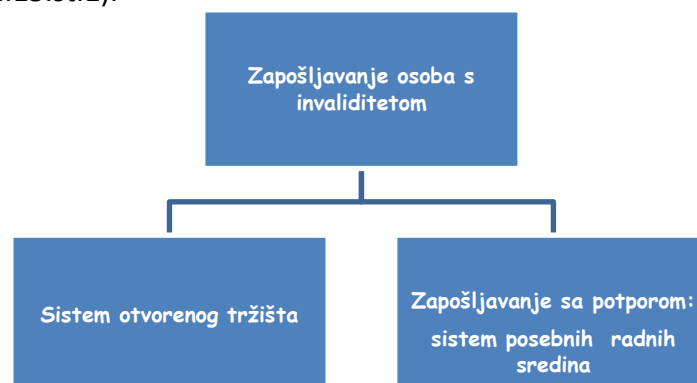 Zapošljavanje osoba s
invaliditetom
Sistem otvorenog tržišta
Zapošljavanje sa potporom:
sistem posebnih radnih
sredina